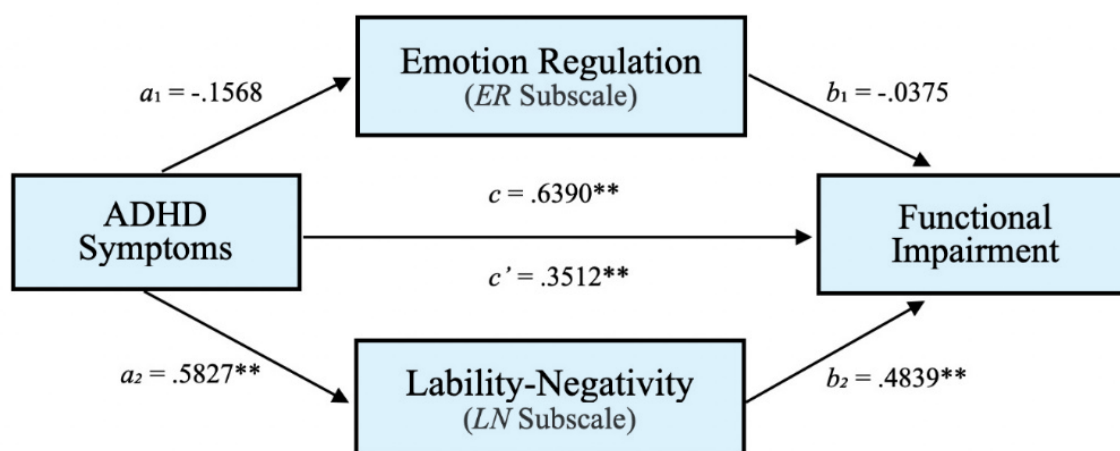 Emotion Regulation
(ER Subscale)
a₁ = -.1568
b₁ = -.0375
ADHD
Symptoms
c = .6390**
c’ = .3512**
Functional
Impairment
a₂ = .5827**
b₂ = .4839**
Lability-Negativity
(LN Subscale)